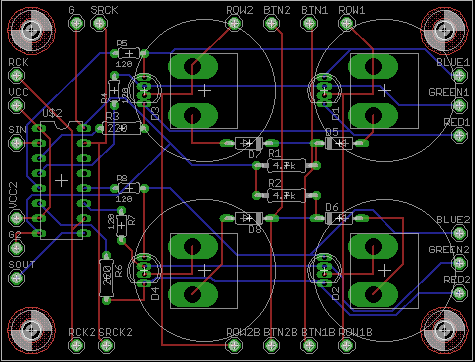 G_ SRCK ROW2 BTN2 BTN1 ROW1
RCK
VCC
SIN
VCC2
G2
SOUT
BLUE1
GREEN1
RED1
BLUE2
GREEN2
RED2
R5
120
R4
120
R3
220
U$2
D3
D1
D7
D5
R1
4.7k
R2
4.7k
R8
120
R7
120
R6
D8
D6
D4
D2
RCK2 SRCK2 ROW2B BTN2B BTN1B ROW1B